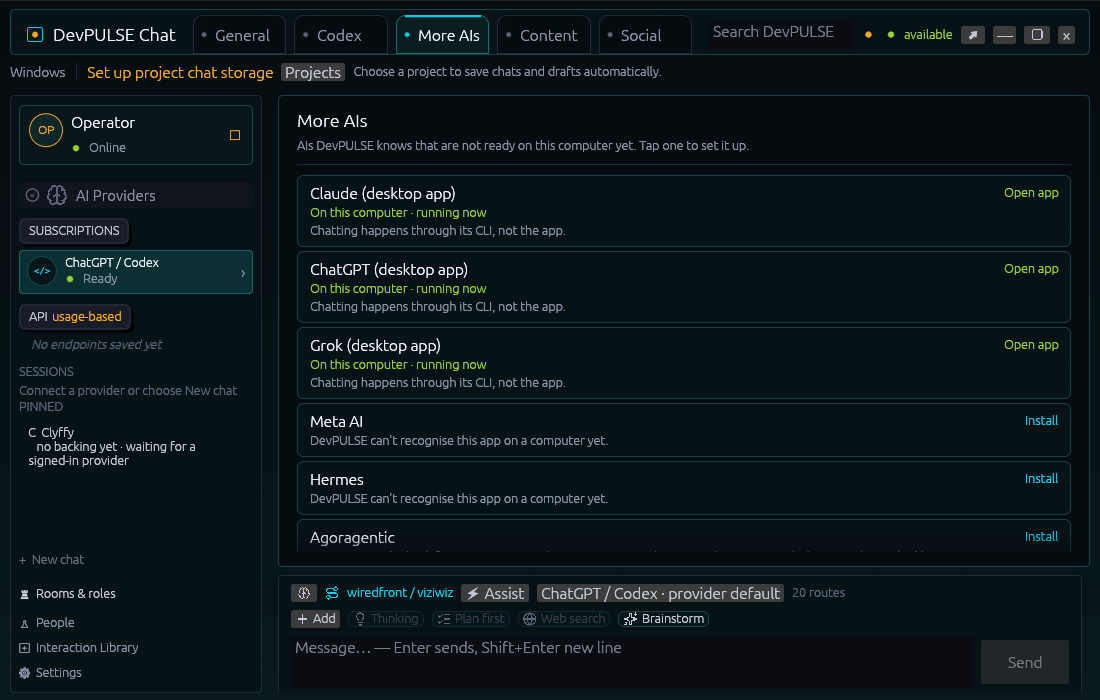 DevPULSE Chat
General
Codex
More AIs
Content
Social
Search DevPULSE
available
Windows
Set up project chat storage
Projects
Choose a project to save chats and drafts automatically.
OP
Operator
Online
AI Providers
SUBSCRIPTIONS
</>
ChatGPT / Codex
Ready
API usage-based
No endpoints saved yet
SESSIONS
Connect a provider or choose New chat
PINNED
C Clyffy
no backing yet · waiting for a
signed-in provider
+ New chat
Rooms & roles
People
Interaction Library
Settings
More AIs
AIs DevPULSE knows that are not ready on this computer yet. Tap one to set it up.
Claude (desktop app)
Open app
On this computer · running now
Chatting happens through its CLI, not the app.
ChatGPT (desktop app)
Open app
On this computer · running now
Chatting happens through its CLI, not the app.
Grok (desktop app)
Open app
On this computer · running now
Chatting happens through its CLI, not the app.
Meta AI
Install
DevPULSE can't recognise this app on a computer yet.
Hermes
Install
DevPULSE can't recognise this app on a computer yet.
Agoragentic
Install
wiredfront / viziwiz
Assist
ChatGPT / Codex · provider default
20 routes
+ Add
Thinking
Plan first
Web search
Brainstorm
Message... — Enter sends, Shift+Enter new line
Send